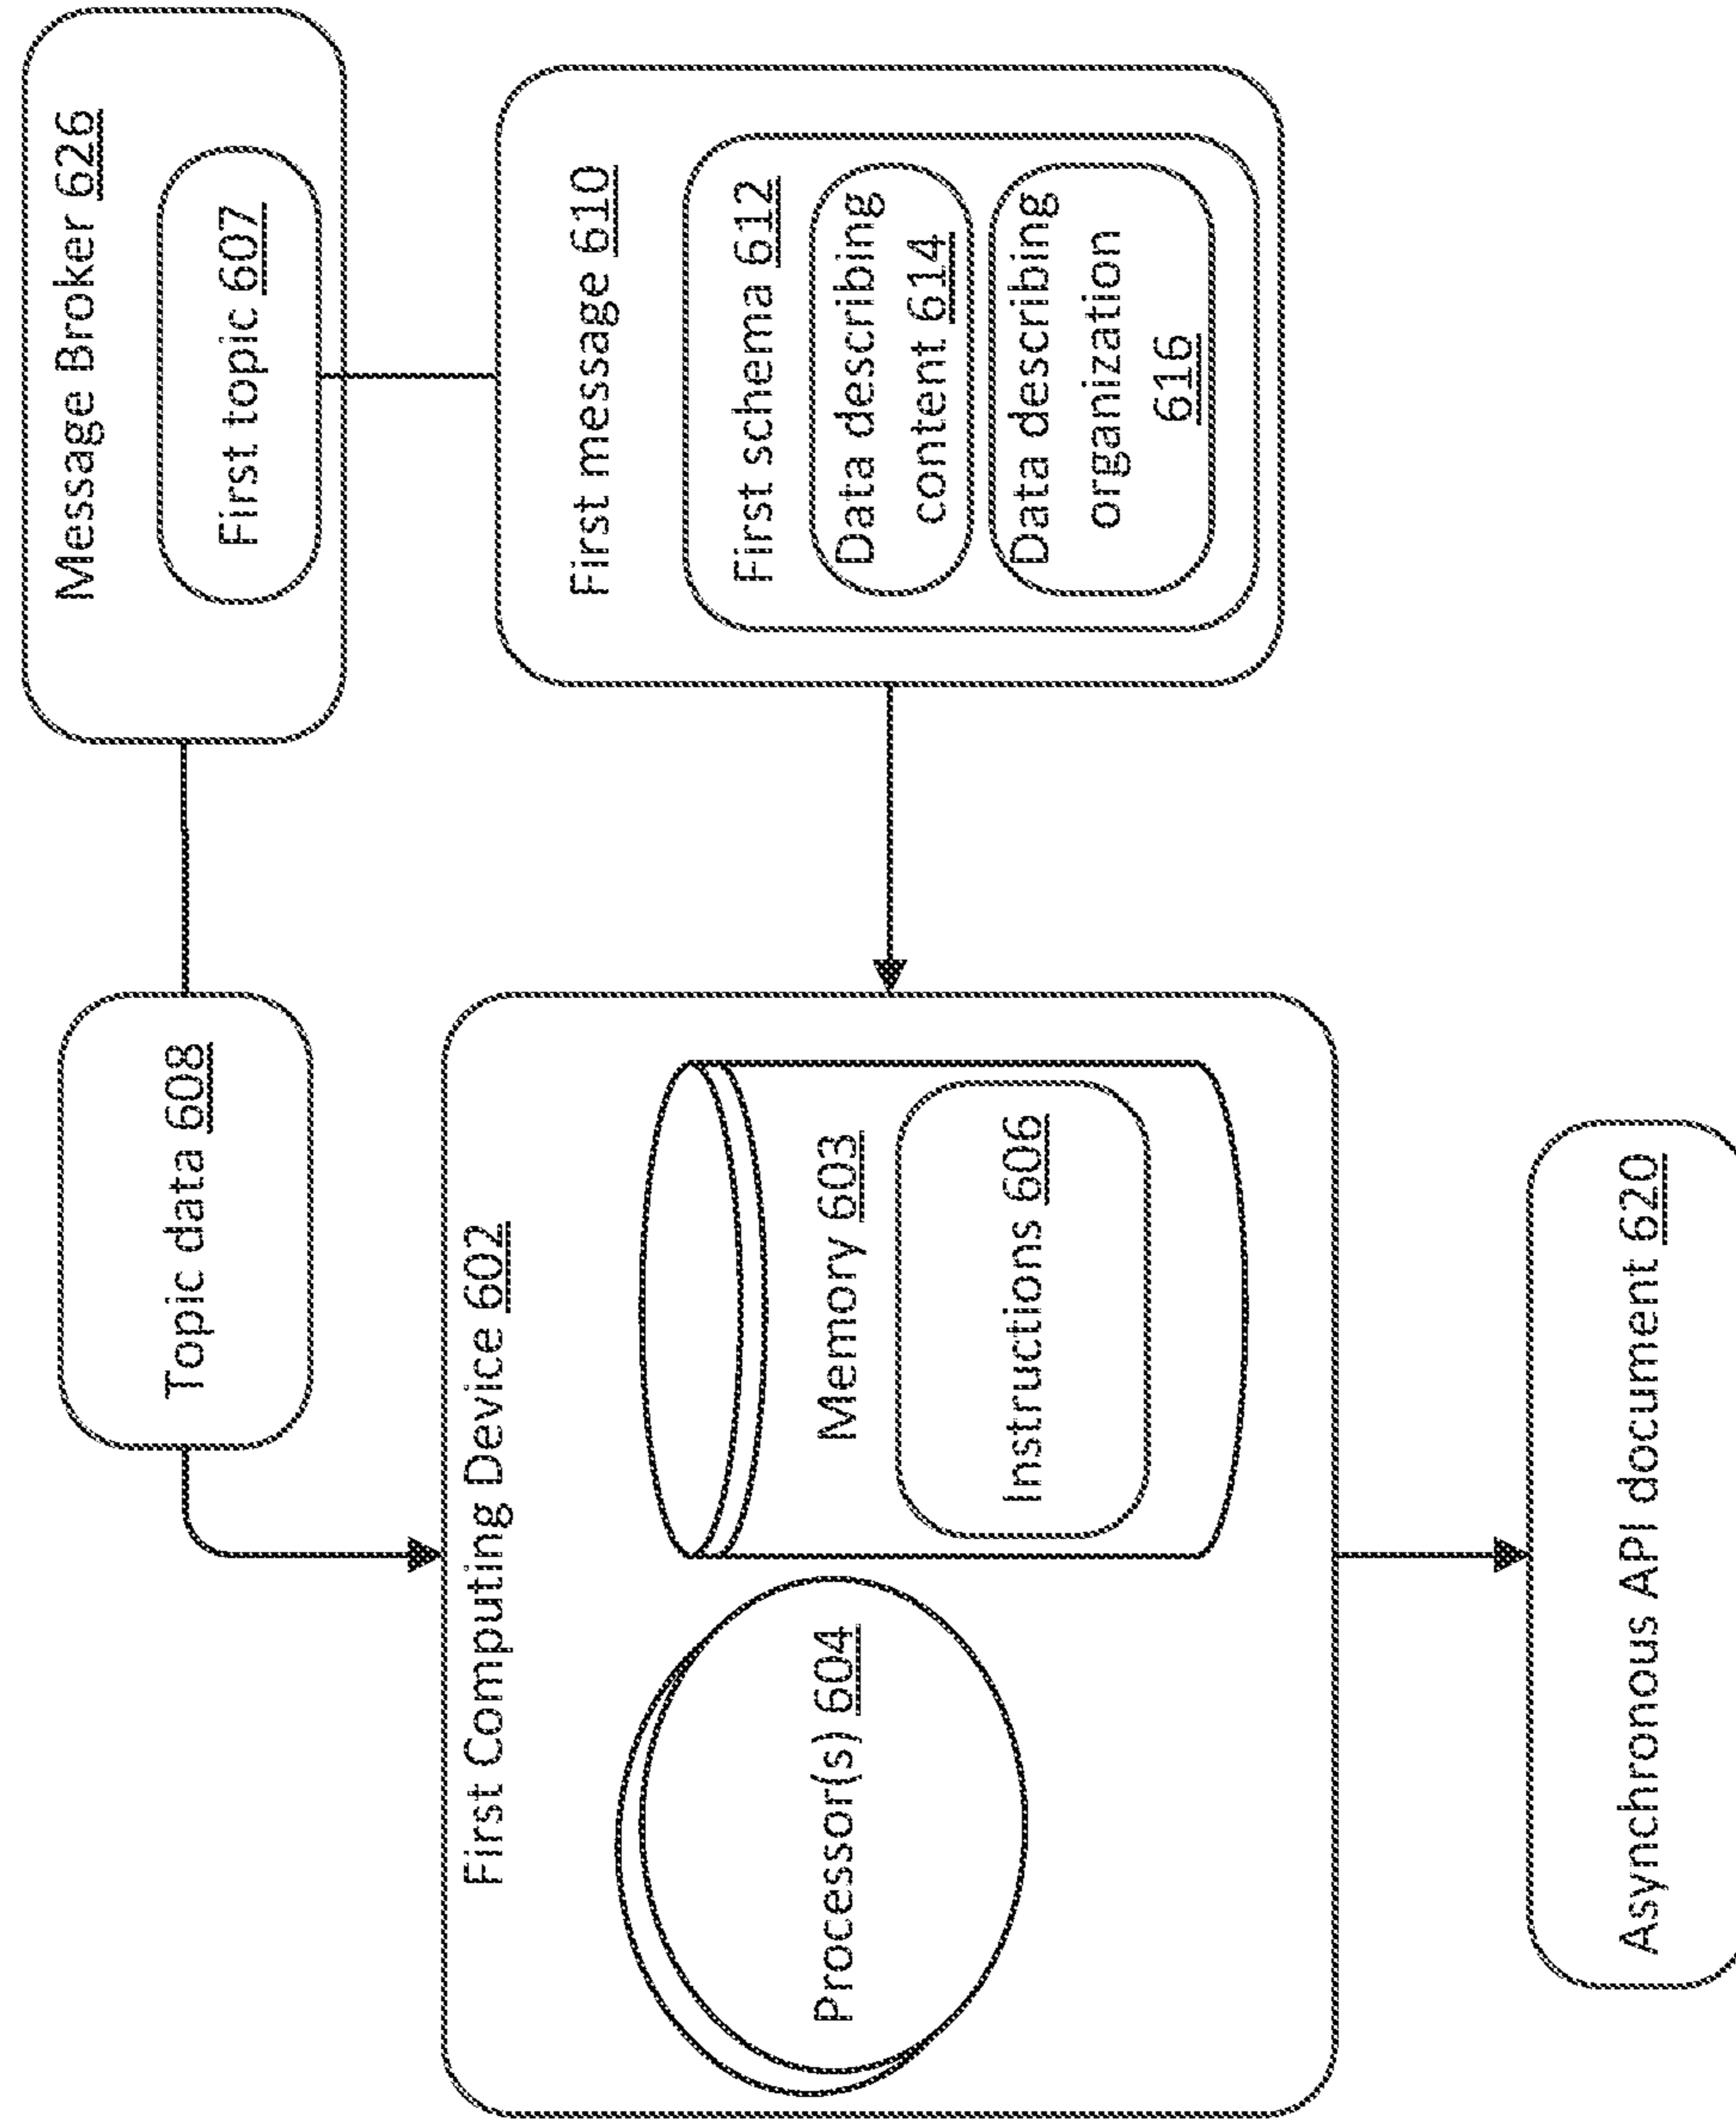 Message Broker 626
First topic 607
Topic data 608
First message 610
First schema 612
Data describing
content 614
Data describing
organization
616
First Computing Device 602
Processor(s) 604
Memory 603
Instructions 606
Asynchronous API document 620